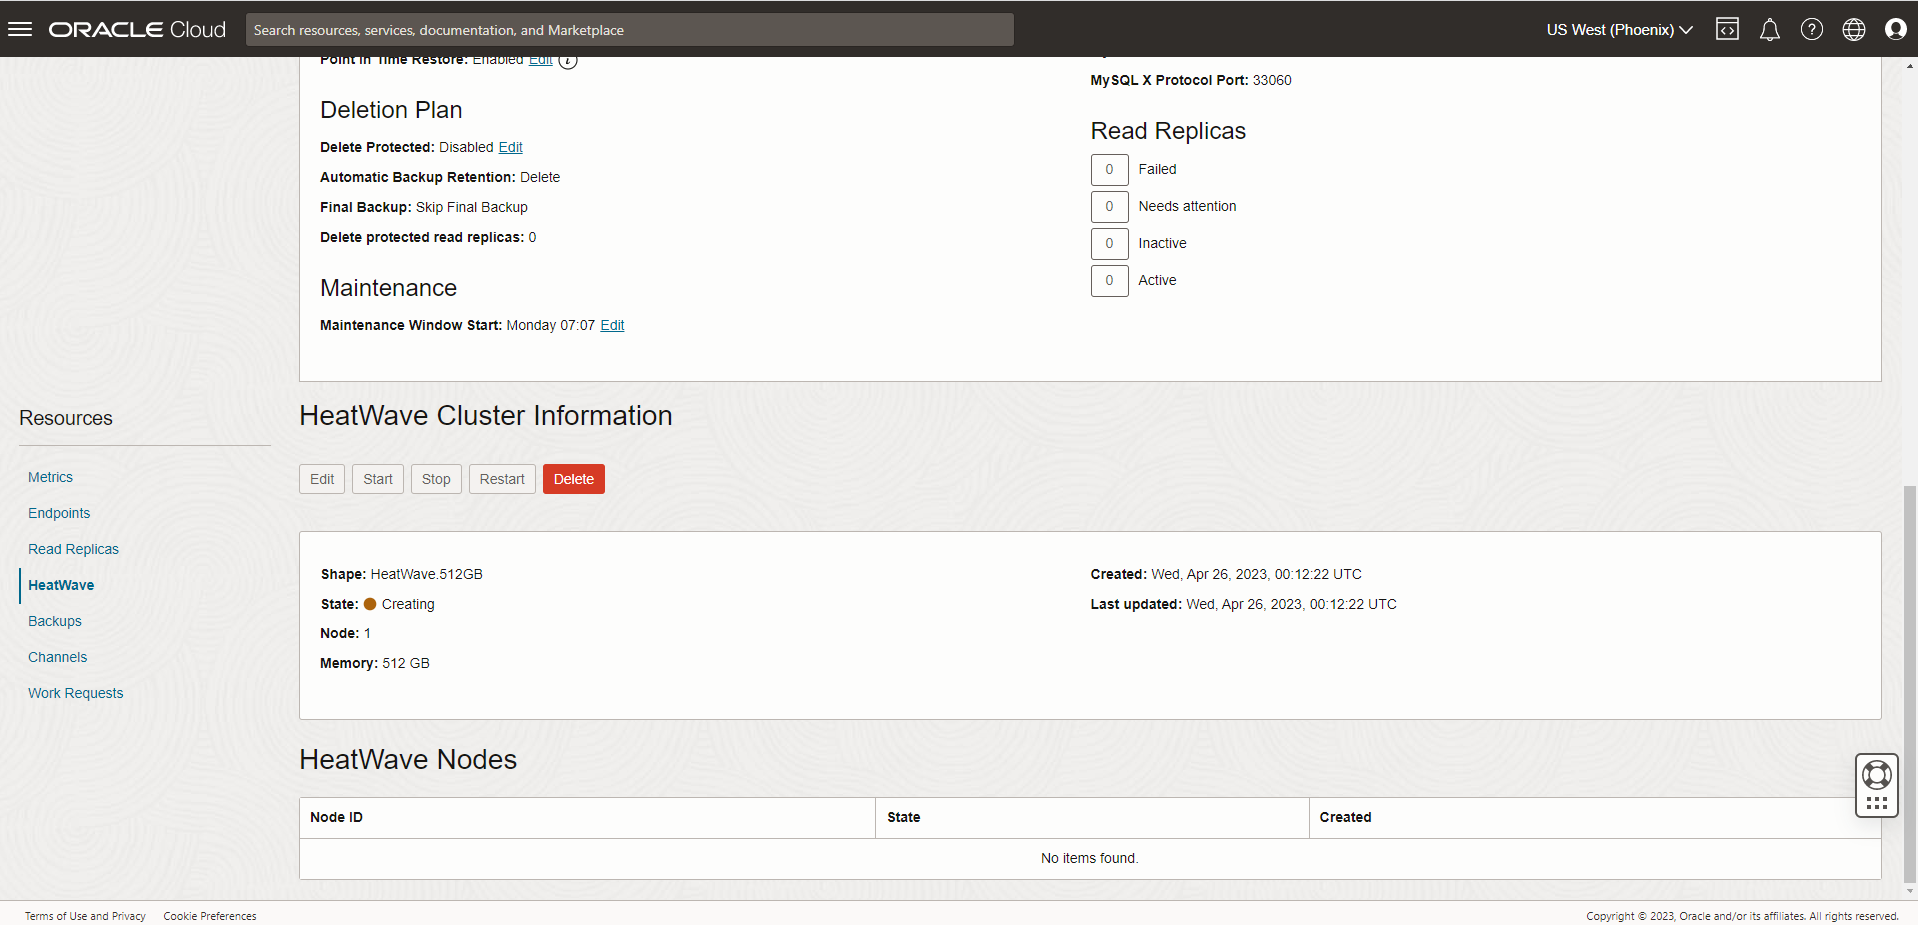 ORACLE Cloud
Search resources, services, documentation, and Marketplace
US West (Phoenix)
Point In Time Restore: Enabled Edit
Deletion Plan
Delete Protected: Disabled Edit
Automatic Backup Retention: Delete
Final Backup: Skip Final Backup
Delete protected read replicas: 0
Maintenance
Maintenance Window Start: Monday 07:07 Edit
MySQL X Protocol Port: 33060
Read Replicas
0 Failed
0 Needs attention
0 Inactive
0 Active
Resources
Metrics
Endpoints
Read Replicas
HeatWave
Backups
Channels
Work Requests
HeatWave Cluster Information
Edit Start Stop Restart Delete
Shape: HeatWave.512GB
State: Creating
Node: 1
Memory: 512 GB
Created: Wed, Apr 26, 2023, 00:12:22 UTC
Last updated: Wed, Apr 26, 2023, 00:12:22 UTC
HeatWave Nodes
Node ID State Created
No items found.
Terms of Use and Privacy Cookie Preferences
Copyright © 2023, Oracle and/or its affiliates. All rights reserved.